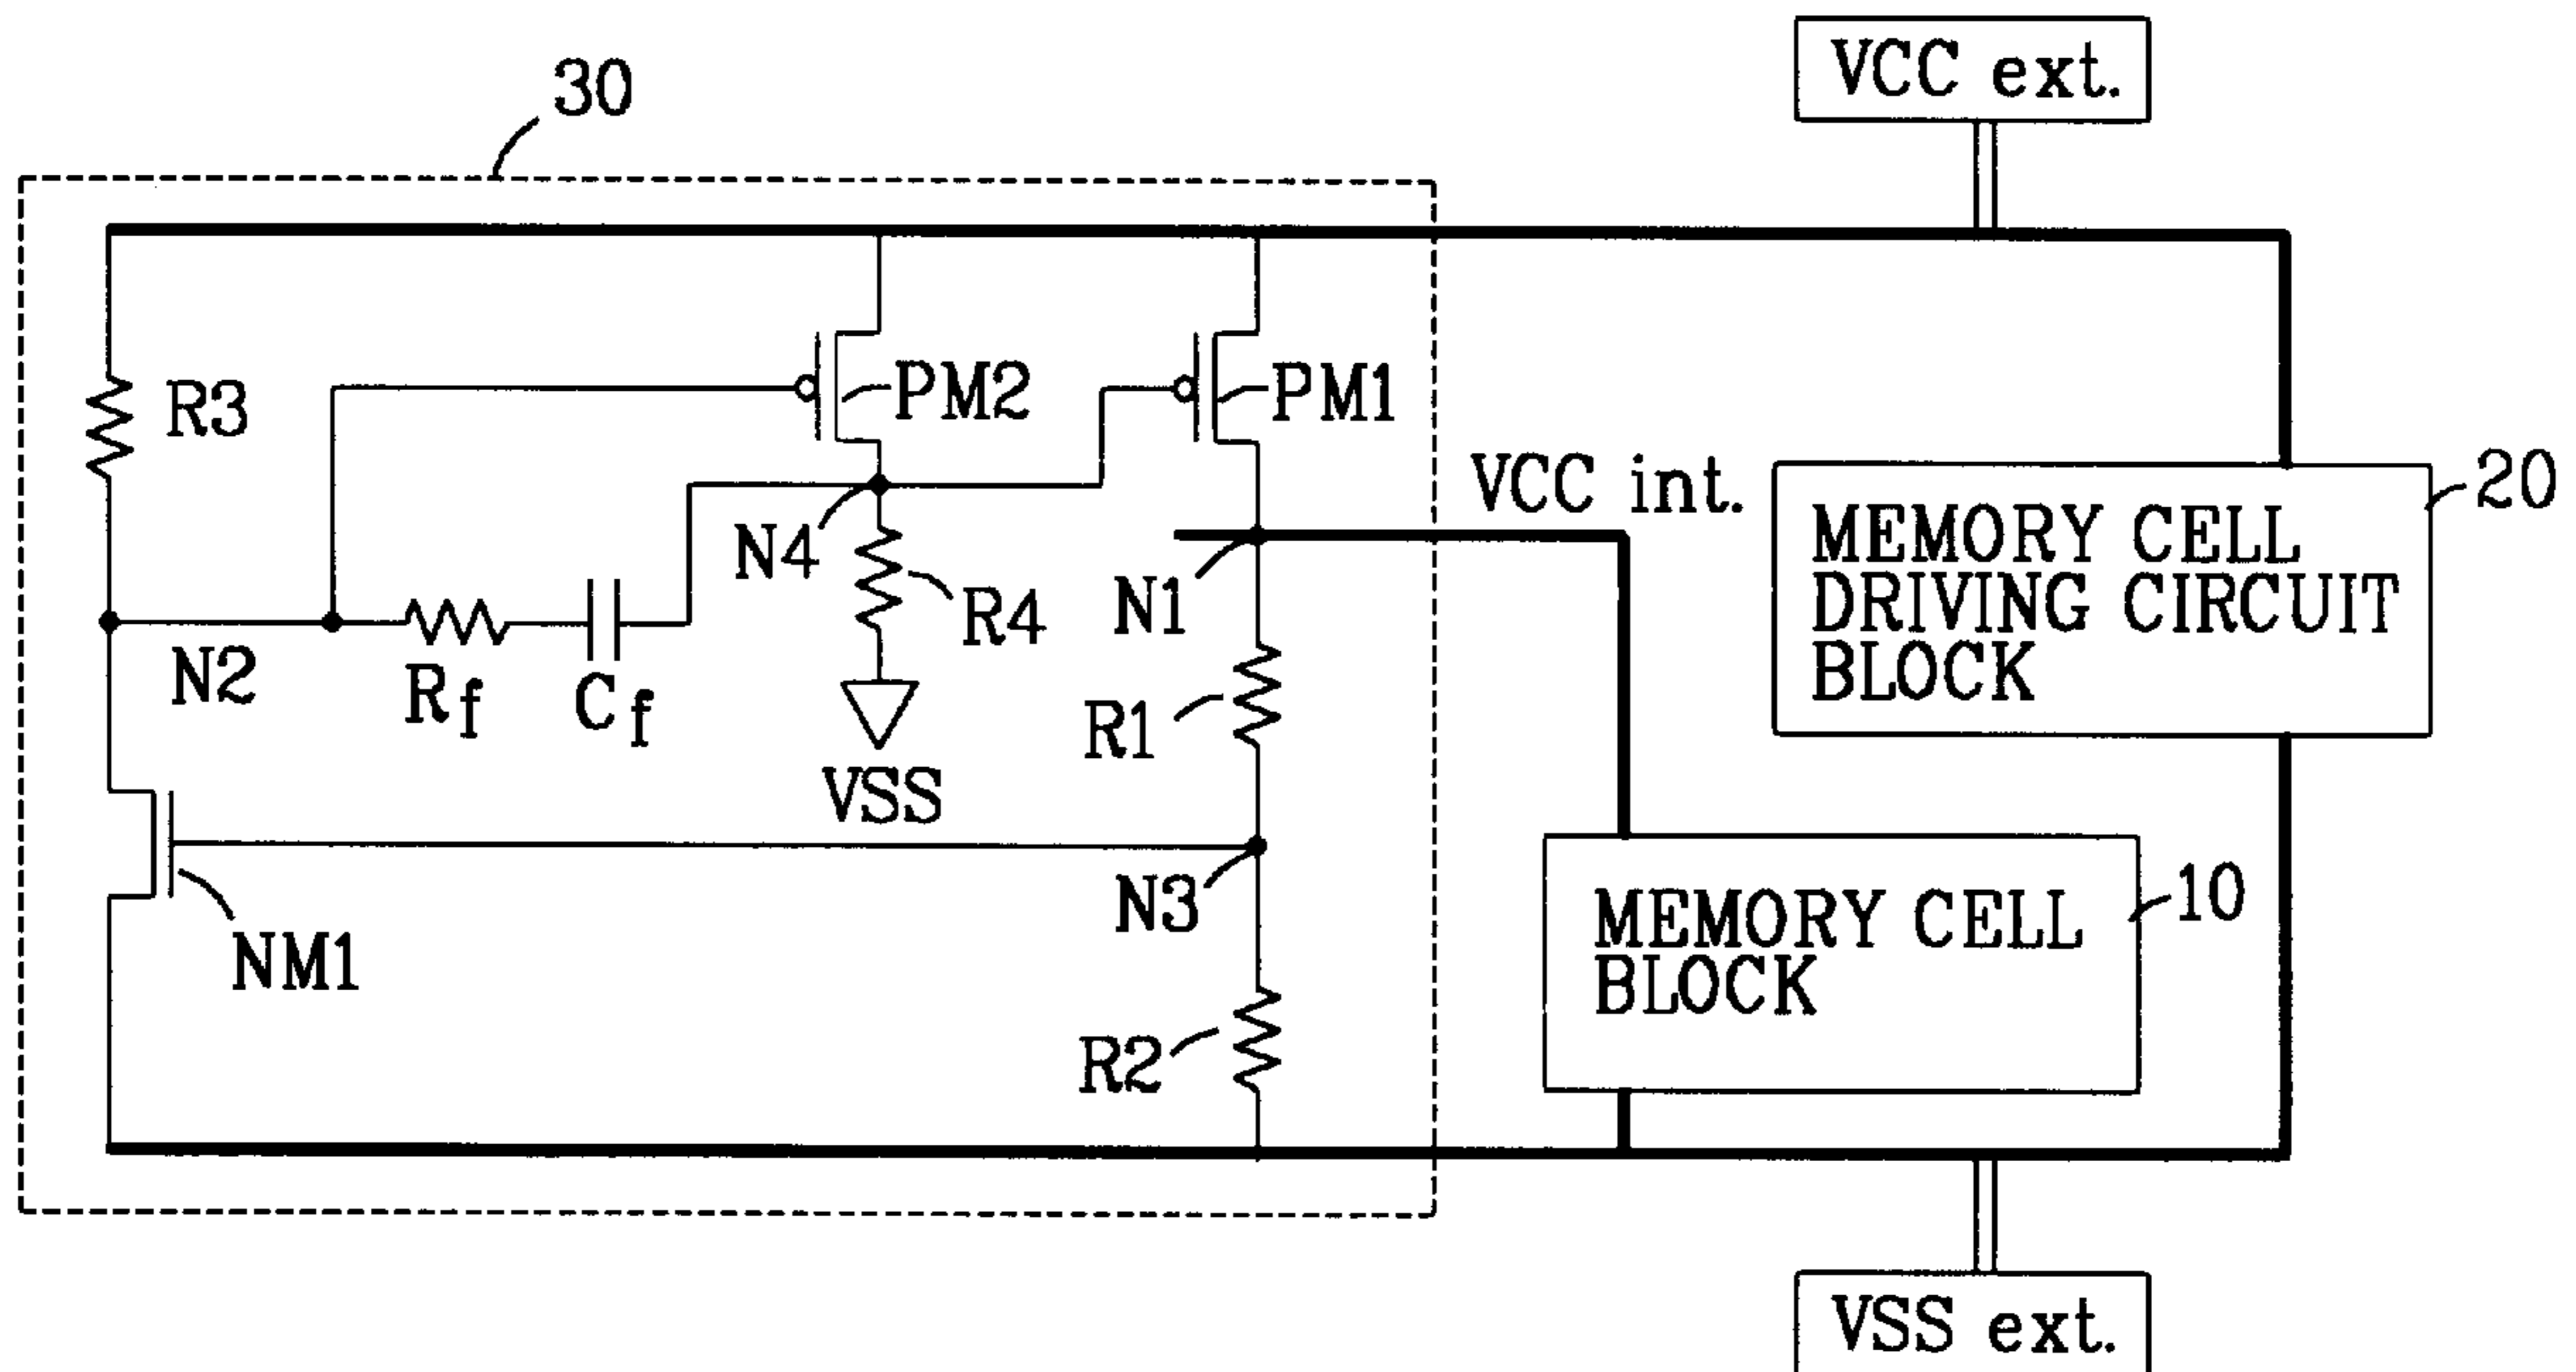 VCC ext.
30
R3
PM2
PM1
VCC int.
20
MEMORY CELL
DRIVING CIRCUIT
BLOCK
N4
R4
N1
N2
Rf
Cf
R1
VSS
N3
10
MEMORY CELL
BLOCK
NM1
R2
VSS ext.